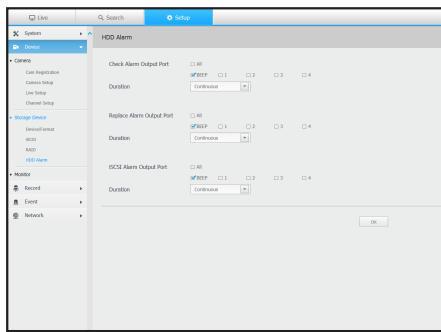 Live
Search
Setup
System
Device
Camera
Cam Registration
Camera Setup
Live Setup
Channel Setup
Storage Device
Device/Format
iSCSI
RAID
HDD Alarm
Monitor
Record
Event
Network
HDD Alarm
Check Alarm Output Port All
BEEP 1 2 3 4
Duration Continuous
Replace Alarm Output Port All
BEEP 1 2 3 4
Duration Continuous
iSCSI Alarm Output Port All
BEEP 1 2 3 4
Duration Continuous
OK